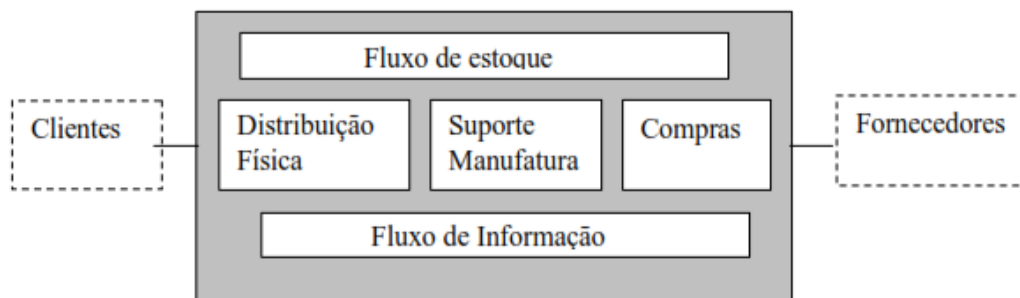 Fluxo de estoque
Clientes
Distribuição
Física
Suporte
Manufatura
Compras
Fornecedores
Fluxo de Informação